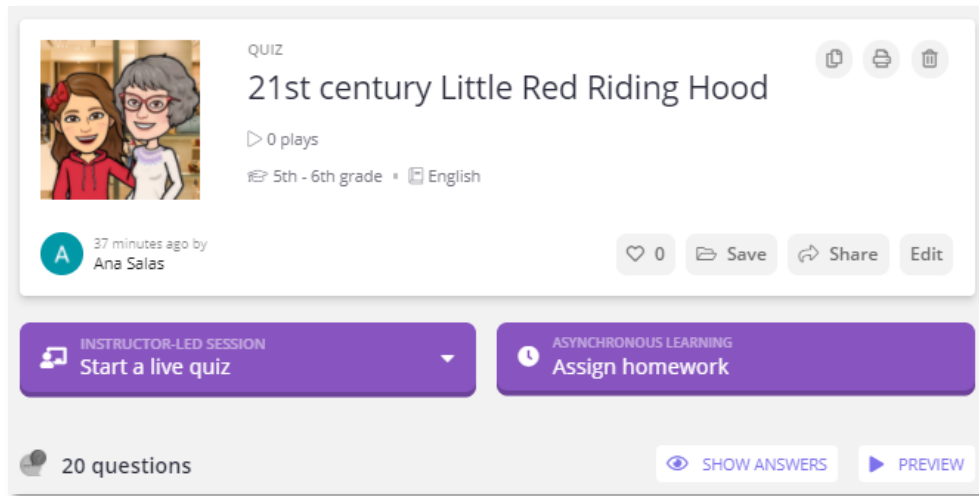 QUIZ
21st century Little Red Riding Hood
0 plays
5th - 6th grade English
A
37 minutes ago by
Ana Salas
0 Save Share Edit
INSTRUCTOR-LED SESSION
Start a live quiz
ASYNCHRONOUS LEARNING
Assign homework
20 questions SHOW ANSWERS PREVIEW